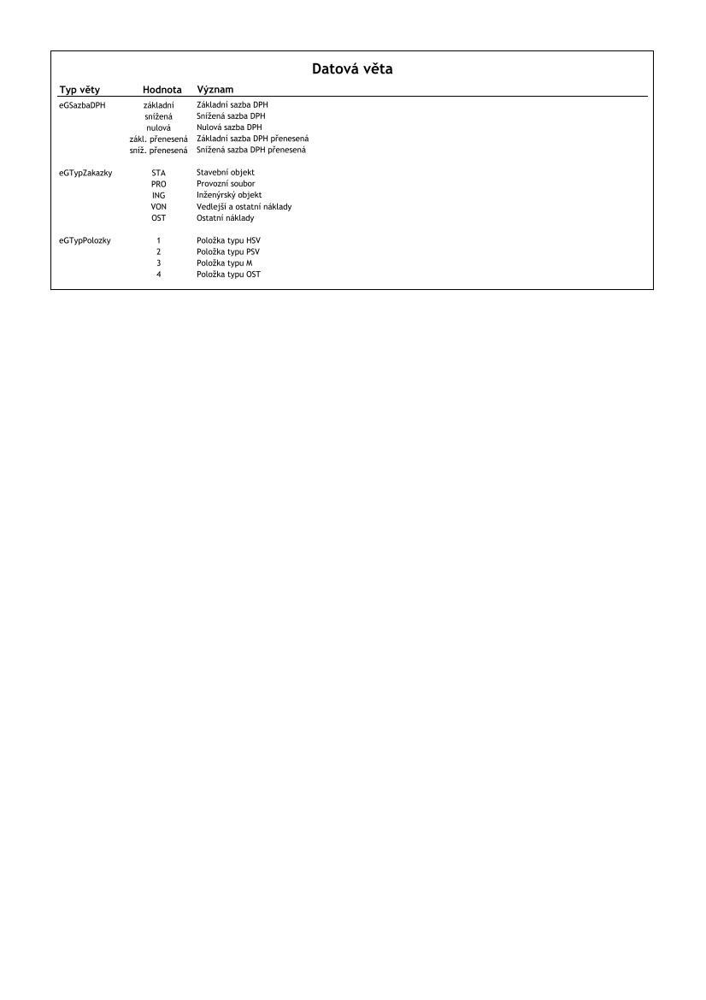 Datová věta
Typ věty Hodnota Význam
eGSazbaDPH základní Základní sazba DPH
snížená Snížená sazba DPH
nulová Nulová sazba DPH
zákl. přenesená Základní sazba DPH přenesená
sníž. přenesená Snížená sazba DPH přenesená
eGTypZakazky STA Stavební objekt
PRO Provozní soubor
ING Inženýrský objekt
VON Vedlejší a ostatní náklady
OST Ostatní náklady
eGTypPolozky 1 Položka typu HSV
2 Položka typu PSV
3 Položka typu M
4 Položka typu OST